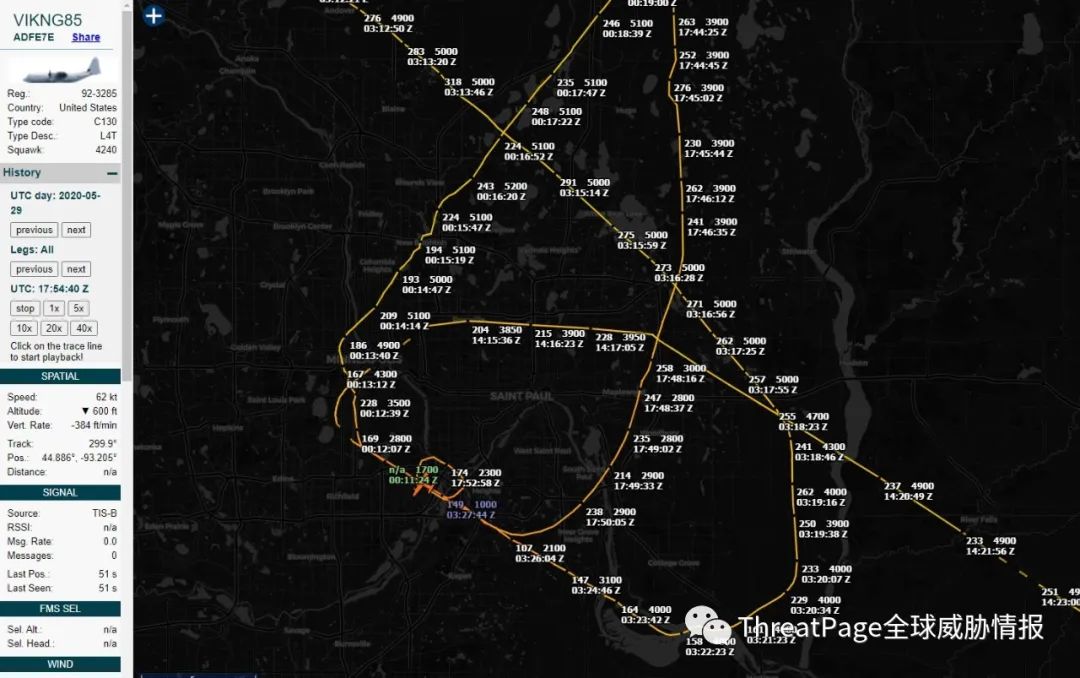 VIKNG85
ADFE7E Share
Reg.: 92-3285
Country: United States
Type code: C130
Type Desc.: L4T
Squawk: 4240
History
UTC day: 2020-05-
29
previous next
Legs: All
previous next
UTC: 17:54:40 Z
stop 1x 5x
10x 20x 40x
Click on the trace line
to start playback!
SPATIAL
Speed: 62 kt
Altitude: ▼ 600 ft
Vert. Rate: -384 ft/min
Track: 299.9°
Pos.: 44.886°, -93.205°
Distance: n/a
SIGNAL
Source: TIS-B
RSSI: n/a
Msg. Rate: 0.0
Messages: 0
Last Pos.: 51 s
Last Seen: 51 s
FMS SEL
Sel. Alt.: n/a
Sel. Head.: n/a
WIND
276 4900
03:12:50 Z
283 5000
03:13:20 Z
318 5000
03:13:46 Z
00:19:00 Z
246 5100
00:18:39 Z
235 5100
00:17:47 Z
248 5100
00:17:22 Z
224 5100
00:16:52 Z
243 5200
00:16:20 Z
224 5100
00:15:47 Z
194 5100
00:15:19 Z
193 5000
00:14:47 Z
209 5100
00:14:14 Z
186 4900
00:13:40 Z
167 4300
00:13:12 Z
228 3500
00:12:39 Z
169 2800
00:12:07 Z
n/a 1700
00:11:24 Z
263 3900
17:44:25 Z
252 3900
17:44:45 Z
276 3900
17:45:02 Z
230 3900
17:45:44 Z
262 3900
17:46:12 Z
241 3900
17:46:35 Z
291 5000
03:15:14 Z
275 5000
03:15:59 Z
273 5000
03:16:28 Z
271 5000
03:16:56 Z
262 5000
03:17:25 Z
257 5000
03:17:55 Z
255 4700
03:18:23 Z
241 4300
03:18:46 Z
262 4000
03:19:16 Z
250 3900
03:19:38 Z
233 4000
03:20:07 Z
229 4000
03:20:34 Z
03:21:23 Z
03:22:23 Z
164 4000
03:23:42 Z
147 3100
03:24:46 Z
107 2100
03:26:04 Z
149 1000
03:27:44 Z
174 2300
17:52:58 Z
204 3850
14:15:36 Z
215 3900
14:16:23 Z
228 3950
14:17:05 Z
258 3000
17:48:16 Z
247 2800
17:48:37 Z
235 2800
17:49:02 Z
214 2900
17:49:33 Z
238 2900
17:50:05 Z
237 4900
14:20:49 Z
233 4900
14:21:56 Z
251 49
14:23:00
SAINT PAUL
ThreatPage全球威胁情报